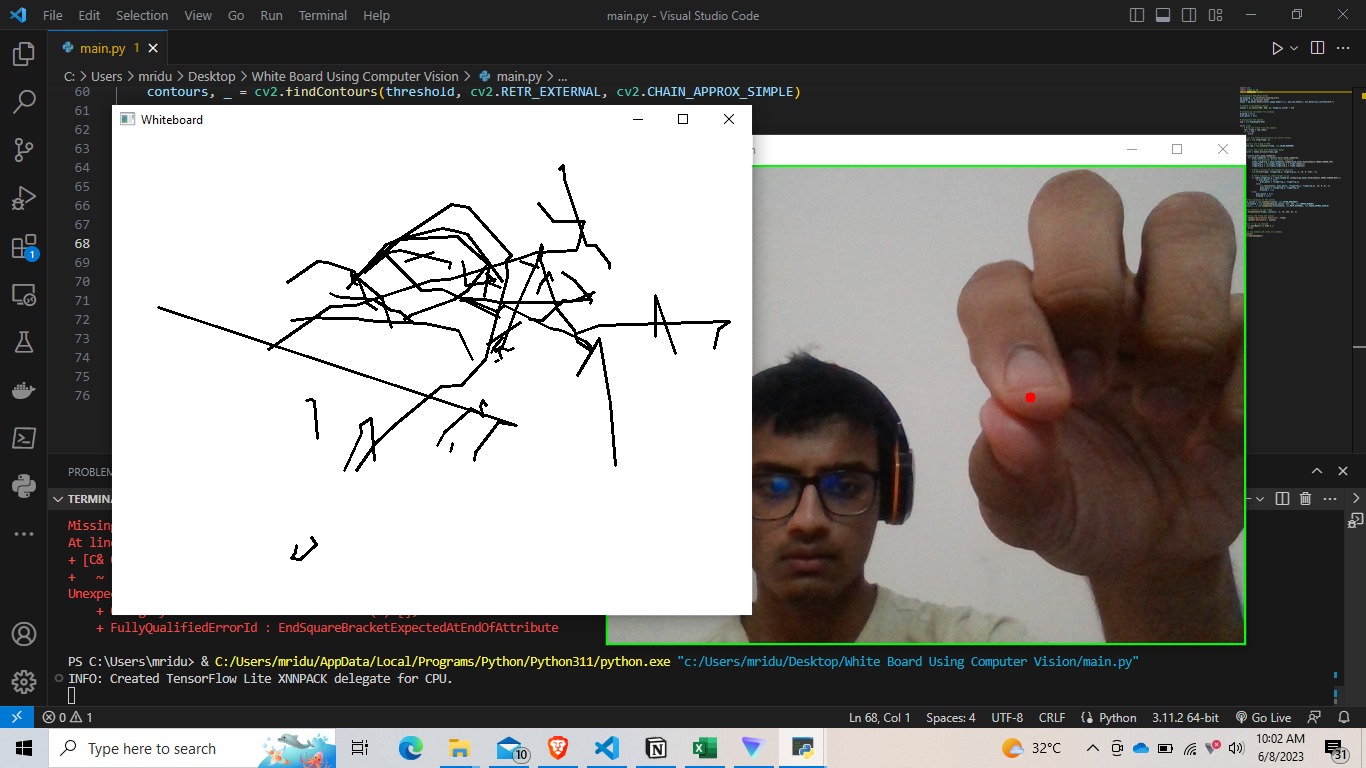 File Edit Selection View Go Run Terminal Help
main.py - Visual Studio Code
main.py 1
C: > Users > mridu > Desktop > White Board Using Computer Vision > main.py > ...
60 contours, _ = cv2.findContours(threshold, cv2.RETR_EXTERNAL, cv2.CHAIN_APPROX_SIMPLE)
61
62
63
64
65
66
67
68
69
70
71
72
73
74
75
76
Whiteboard
1
PROBLEM
TERMINA
Missing
At lin
+ [C&
+ ~
Unexpe
+ FullyQualifiedErrorId : EndSquareBracketExpectedAtEndOfAttribute
PS C:\Users\mridu> & C:/Users/mridu/AppData/Local/Programs/Python/Python311/python.exe "c:/Users/mridu/Desktop/White Board Using Computer Vision/main.py"
INFO: Created TensorFlow Lite XNNPACK delegate for CPU.
0 1 Ln 68, Col 1 Spaces: 4 UTF-8 CRLF Python 3.11.2 64-bit Go Live
Type here to search
10
32°C
10:02 AM
6/8/2023
31